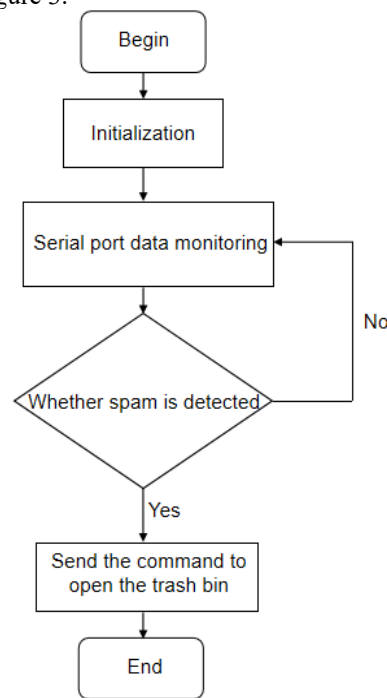 Begin
Initialization
Serial port data monitoring
No
Whether spam is detected
Yes
Send the command to
open the trash bin
End